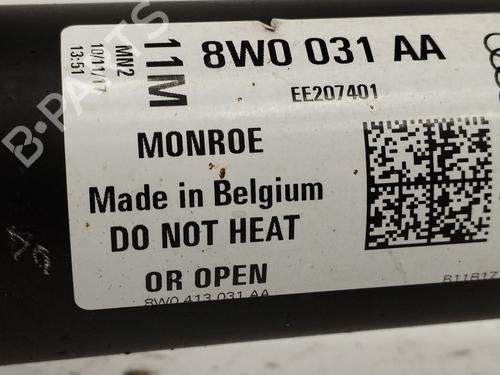 13:51
10/11/17
MN2
11M
8W0 031 AA
EE207401
MONROE
Made in Belgium
DO NOT HEAT
OR OPEN
8W0 413 031 AA
B11B17
B-PARTS